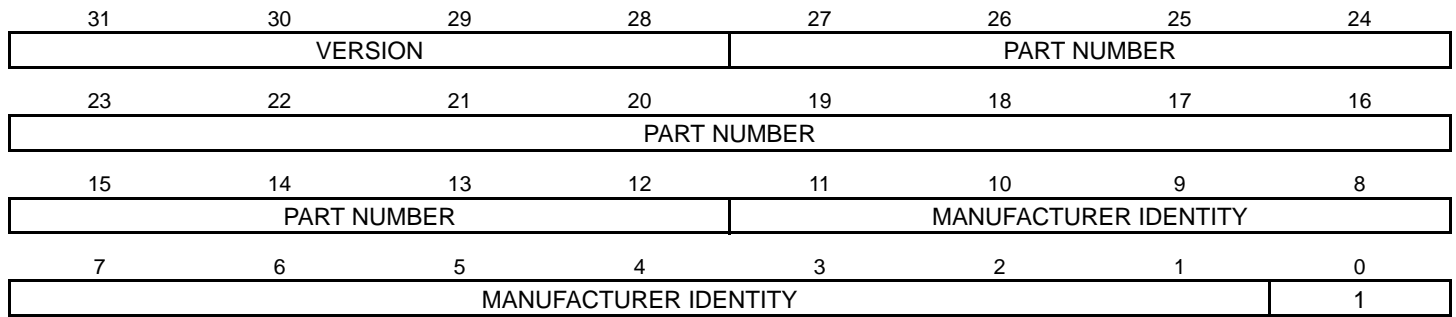 31 30 29 28 27 26 25 24
VERSION PART NUMBER
23 22 21 20 19 18 17 16
PART NUMBER
15 14 13 12 11 10 9 8
PART NUMBER MANUFACTURER IDENTITY
7 6 5 4 3 2 1 0
MANUFACTURER IDENTITY 1